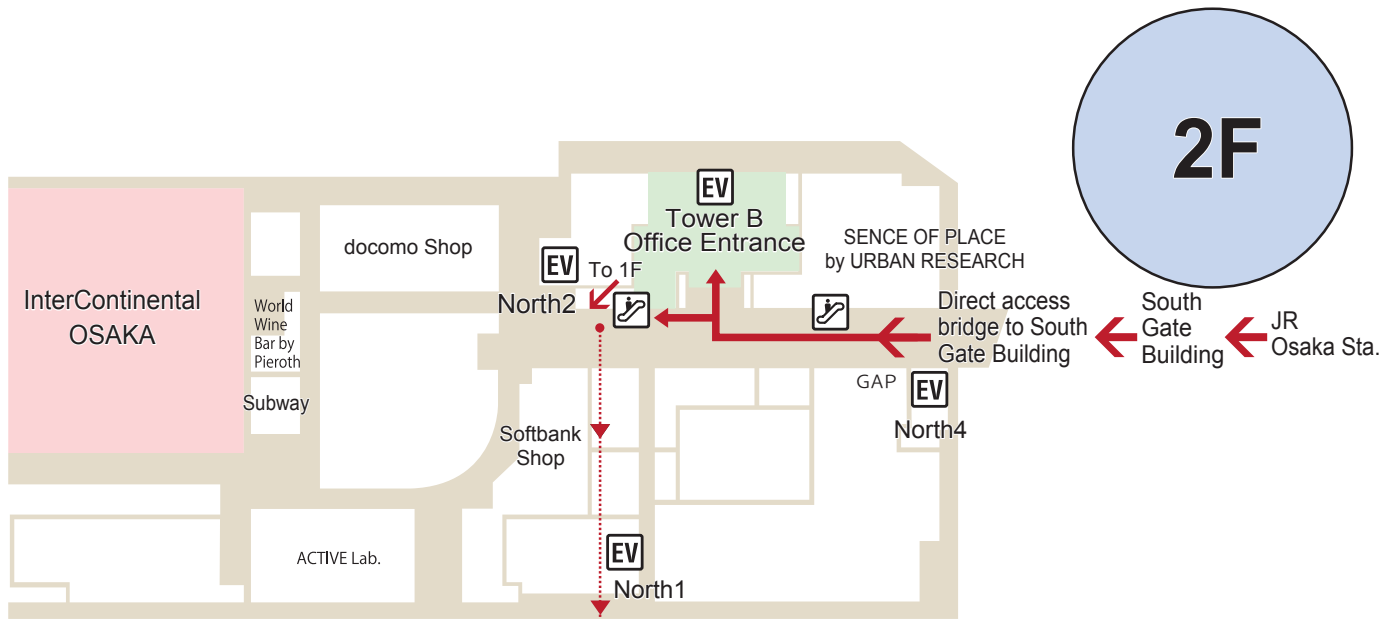 2F
EV
Tower B
Office Entrance
SENCE OF PLACE
by URBAN RESEARCH
docomo Shop
EV
To 1F
North2
InterContinental
OSAKA
World
Wine
Bar by
Pieroth
Subway
Direct access
bridge to South
Gate Building
South
Gate
Building
JR
Osaka Sta.
GAP
EV
North4
Softbank
Shop
ACTIVE Lab.
EV
North1